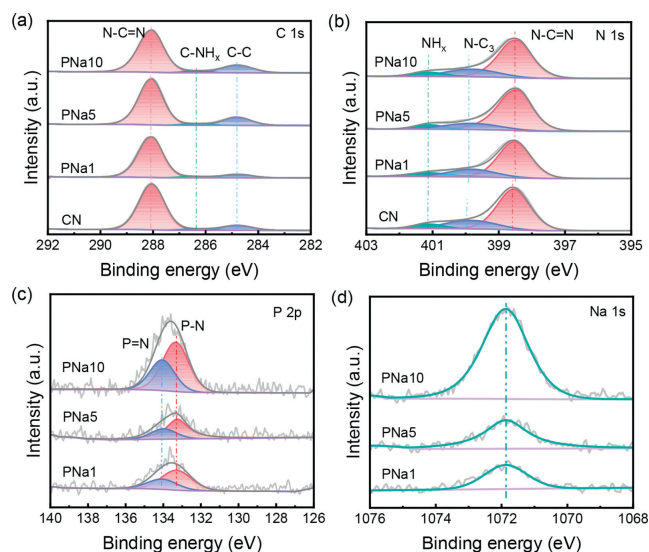 (a)
C 1s
N-C=N
C-NHₓ
C-C
PNa10
PNa5
PNa1
CN
Intensity (a.u.)
292 290 288 286 284 282
Binding energy (eV)
(b)
N 1s
NHₓ
N-C₃
N-C=N
PNa10
PNa5
PNa1
CN
Intensity (a.u.)
403 401 399 397 395
Binding energy (eV)
(c)
P 2p
P=N
P-N
PNa10
PNa5
PNa1
Intensity (a.u.)
140 138 136 134 132 130 128 126
Binding energy (eV)
(d)
Na 1s
PNa10
PNa5
PNa1
Intensity (a.u.)
1076 1074 1072 1070 1068
Binding energy (eV)